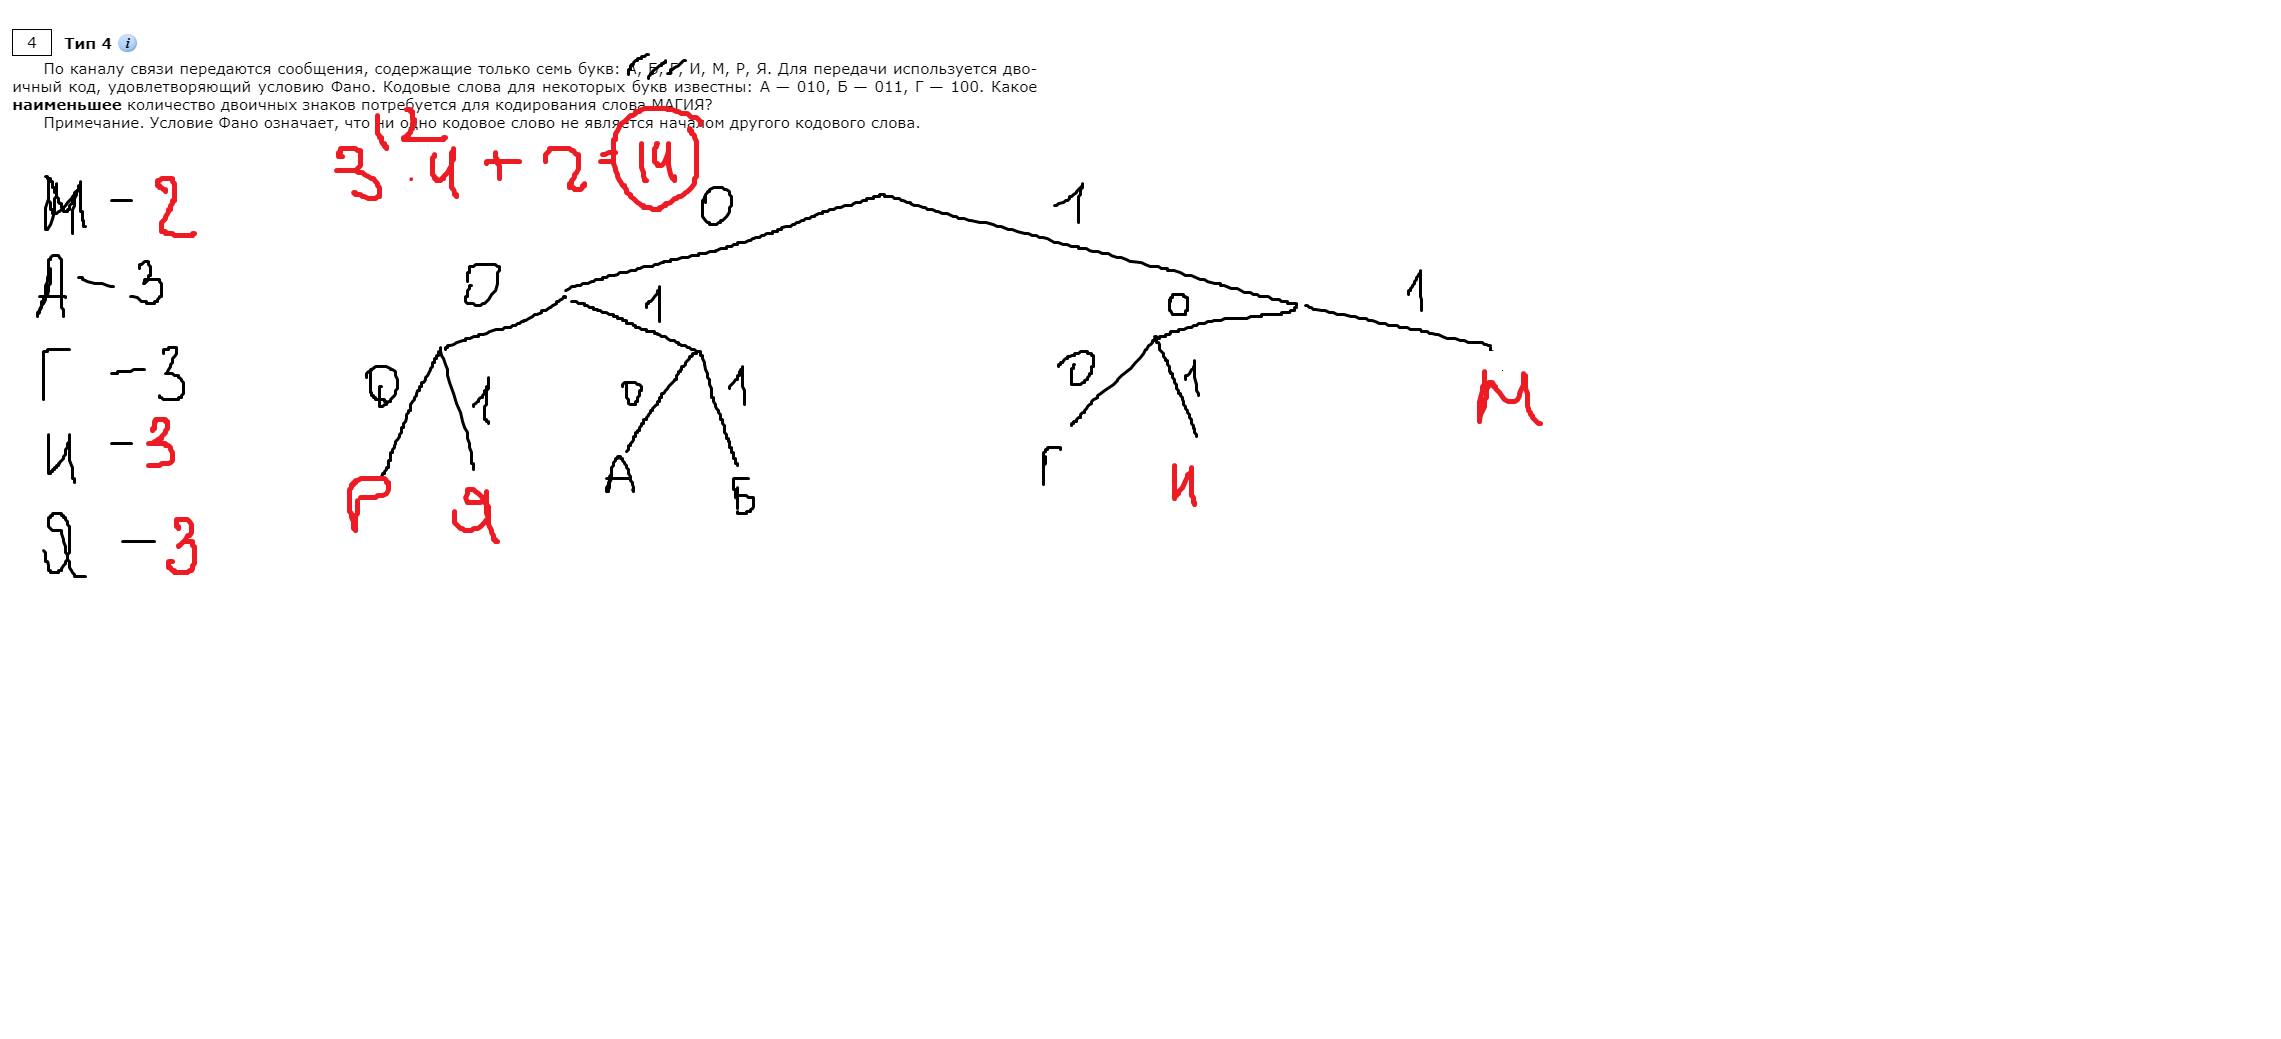 4 Тип 4 i
По каналу связи передаются сообщения, содержащие только семь букв: А, Б, Г, И, М, Р, Я. Для передачи используется дво-
ичный код, удовлетворяющий условию Фано. Кодовые слова для некоторых букв известны: А — 010, Б — 011, Г — 100. Какое
наименьшее количество двоичных знаков потребуется для кодирования слова МАГИЯ?
Примечание. Условие Фано означает, что ни одно кодовое слово не является началом другого кодового слова.
12
3 · 4 + 2 = 14
М - 2
0 1
А - 3
0 1 0 1
Г - 3
0 1 0 1 0 1
М
И - 3
Г И
Р Я А Б
Я - 3